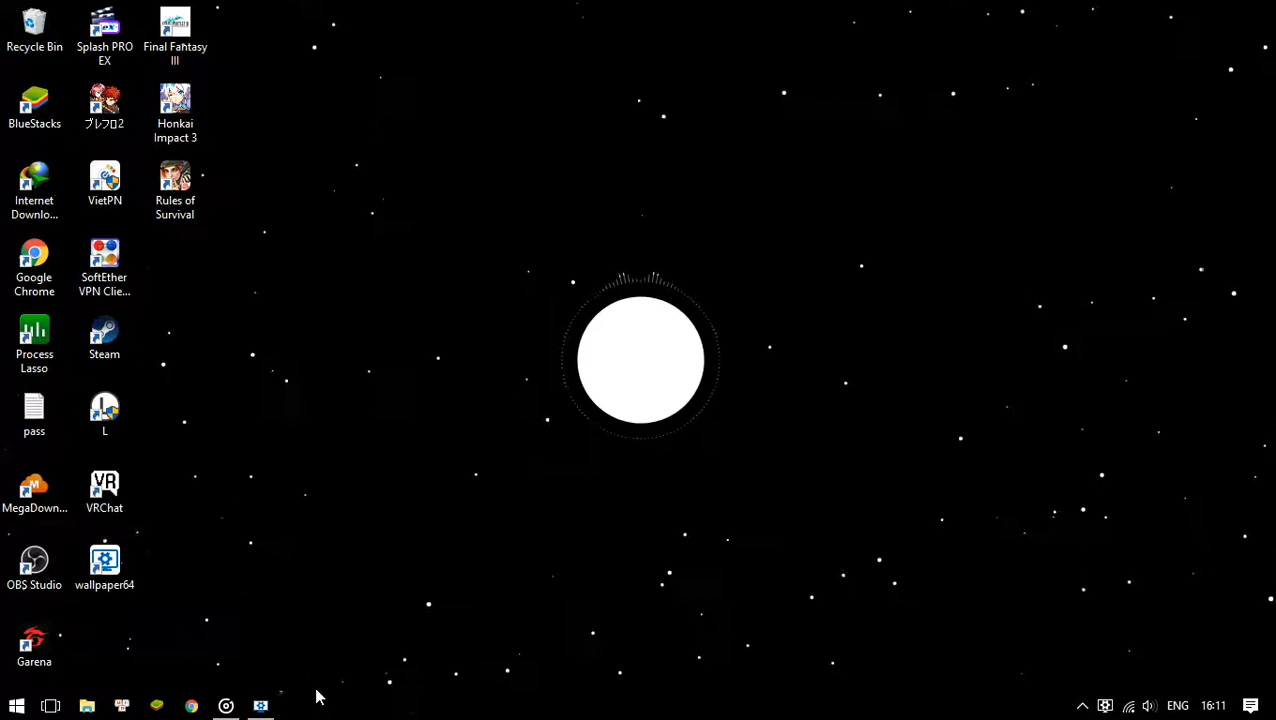 Recycle Bin
Splash PRO
EX
Final Fantasy
III
BlueStacks
ブレフロ2
Honkai
Impact 3
Internet
Downlo...
VietPN
Rules of
Survival
Google
Chrome
SoftEther
VPN Clie...
Process
Lasso
Steam
pass
L
MegaDown...
VR
VRChat
OBS Studio
wallpaper64
Garena
ENG
16:11